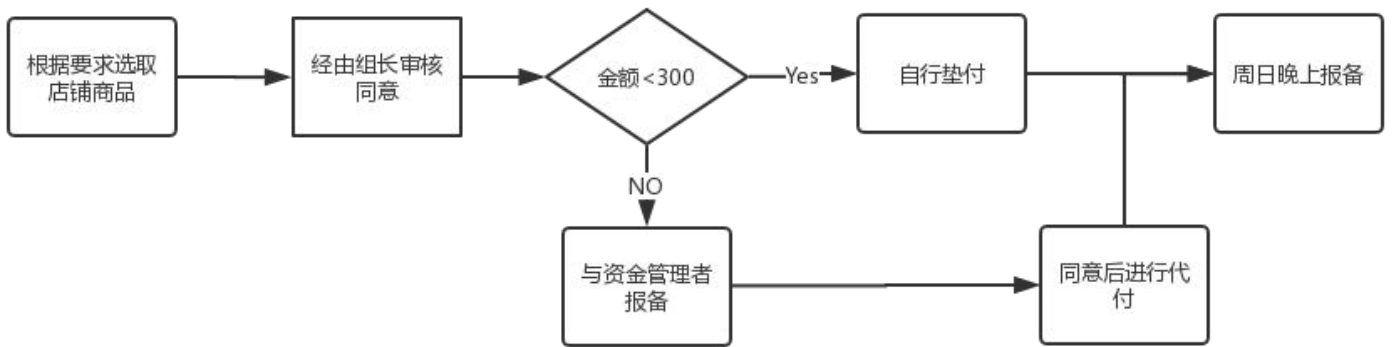 根据要求选取
店铺商品
经由组长审核
同意
金额<300
Yes
自行垫付
周日晚上报备
NO
与资金管理者
报备
同意后进行代
付